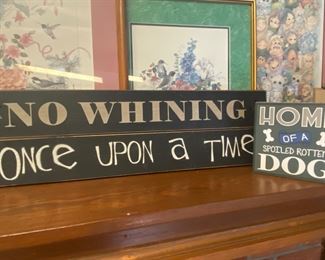 NO WHINING
ONCE UPON a TIME
HOME
OF A
SPOILED ROTTEN
DOG